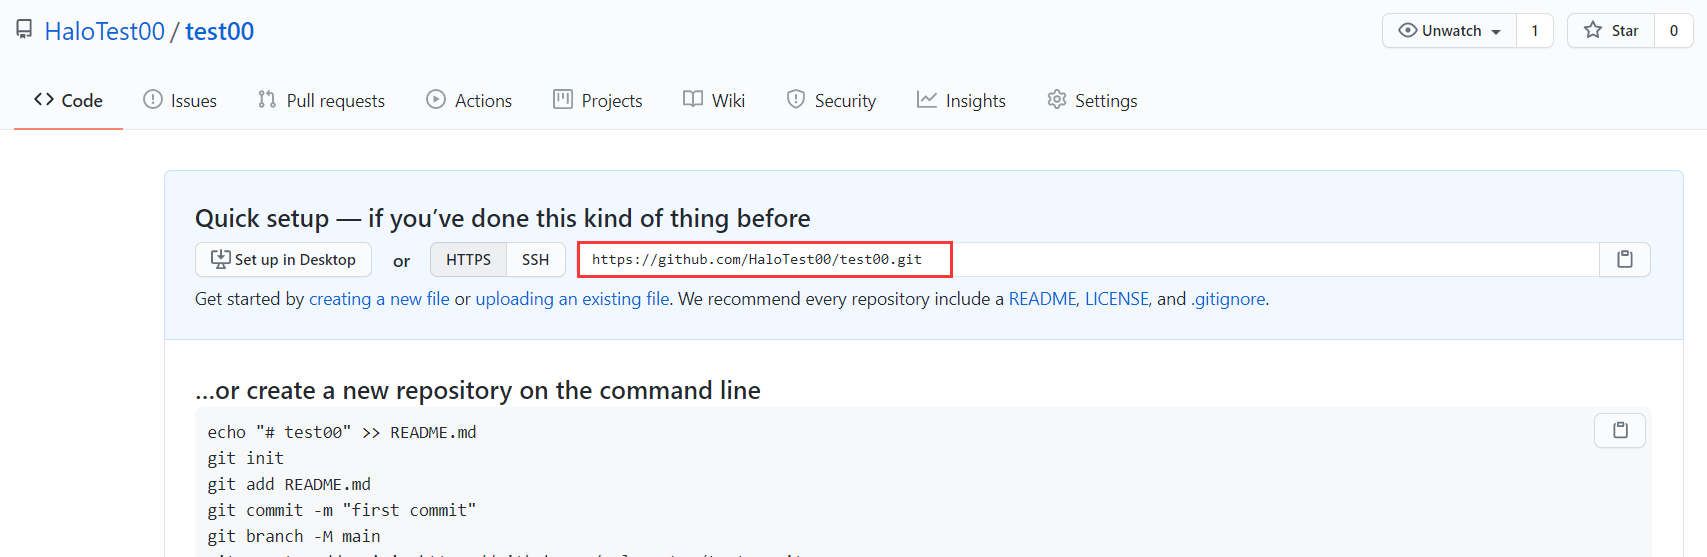 HaloTest00 / test00
Unwatch 1 Star 0
Code Issues Pull requests Actions Projects Wiki Security Insights Settings
Quick setup — if you’ve done this kind of thing before
Set up in Desktop or HTTPS SSH https://github.com/HaloTest00/test00.git
Get started by creating a new file or uploading an existing file. We recommend every repository include a README, LICENSE, and .gitignore.
…or create a new repository on the command line
echo "# test00" >> README.md
git init
git add README.md
git commit -m "first commit"
git branch -M main